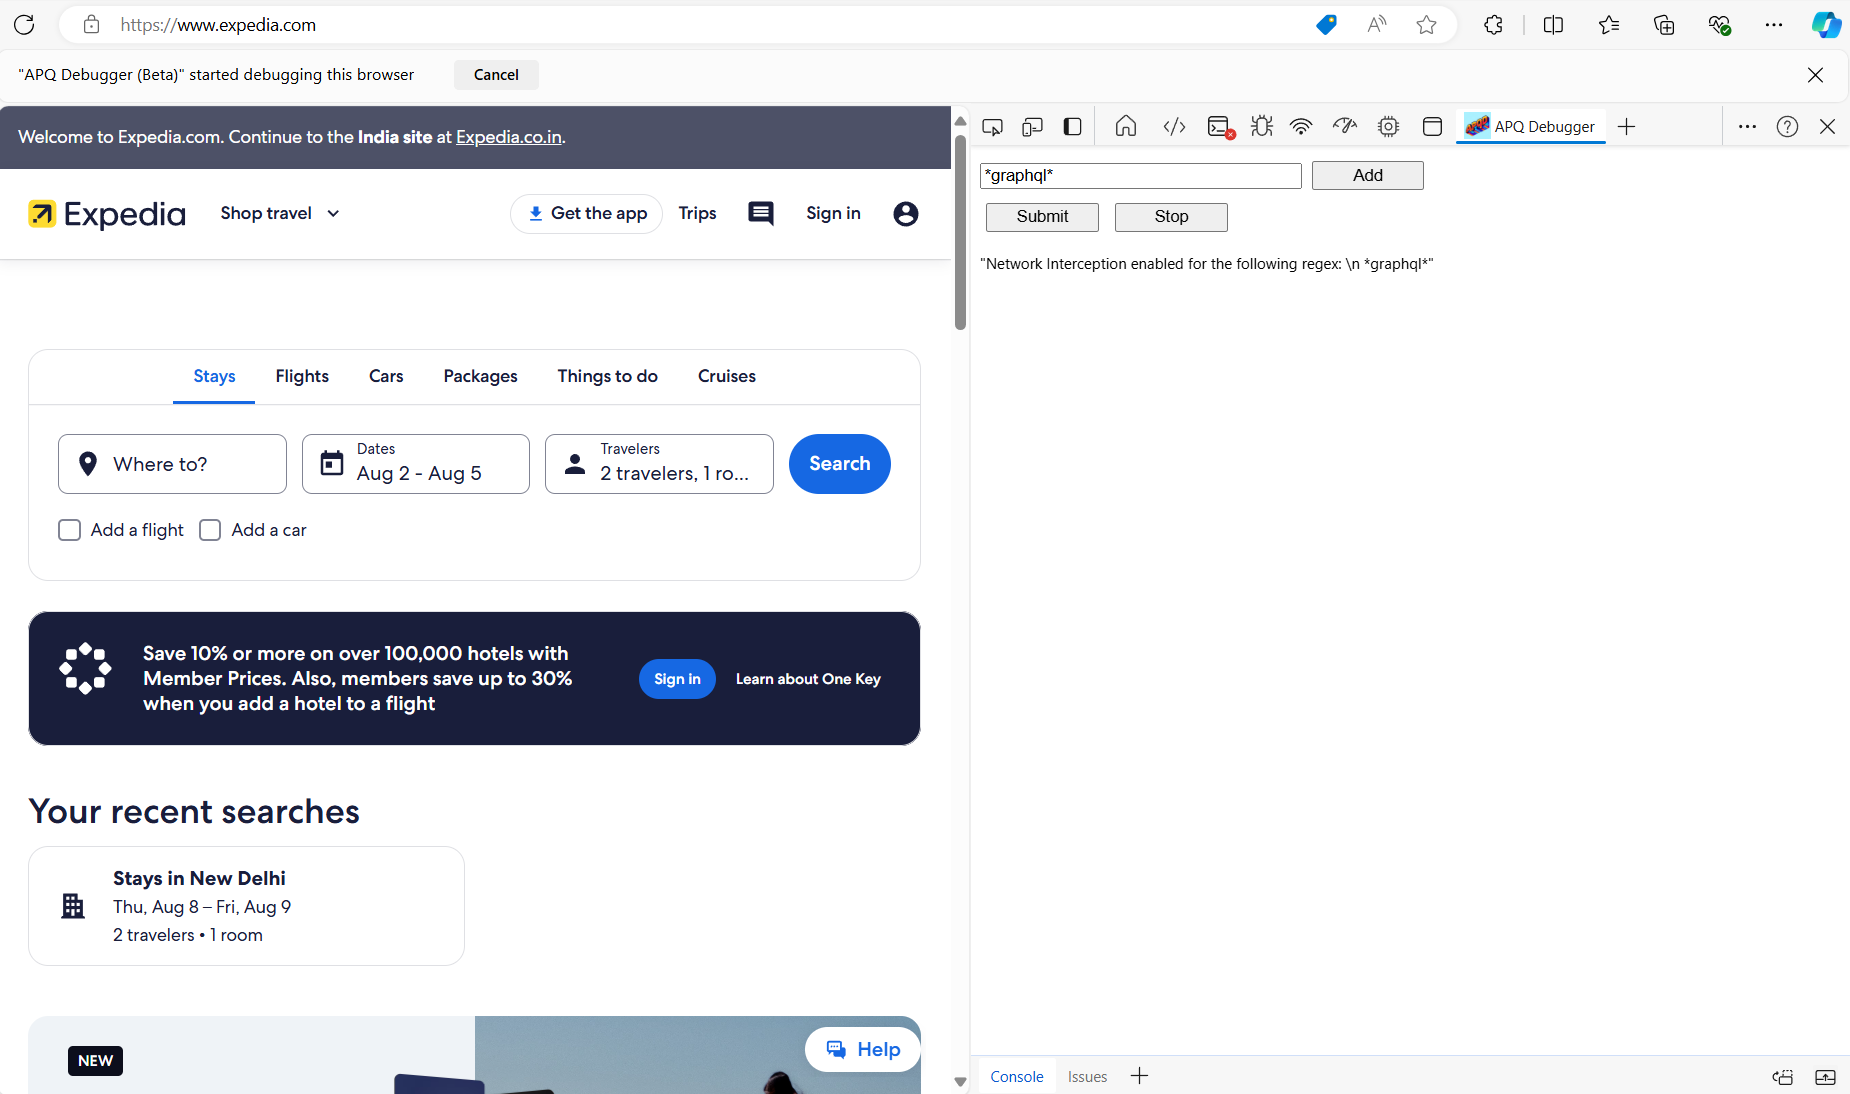 https://www.expedia.com
"APQ Debugger (Beta)" started debugging this browser
Cancel
Welcome to Expedia.com. Continue to the India site at Expedia.co.in.
Expedia
Shop travel
Get the app
Trips
Sign in
Stays
Flights
Cars
Packages
Things to do
Cruises
Where to?
Dates
Aug 2 - Aug 5
Travelers
2 travelers, 1 ro...
Search
Add a flight
Add a car
Save 10% or more on over 100,000 hotels with
Member Prices. Also, members save up to 30%
when you add a hotel to a flight
Sign in
Learn about One Key
Your recent searches
Stays in New Delhi
Thu, Aug 8 – Fri, Aug 9
2 travelers • 1 room
NEW
Help
APQ Debugger
*graphql*
Add
Submit
Stop
"Network Interception enabled for the following regex: \n *graphql*"
Console
Issues